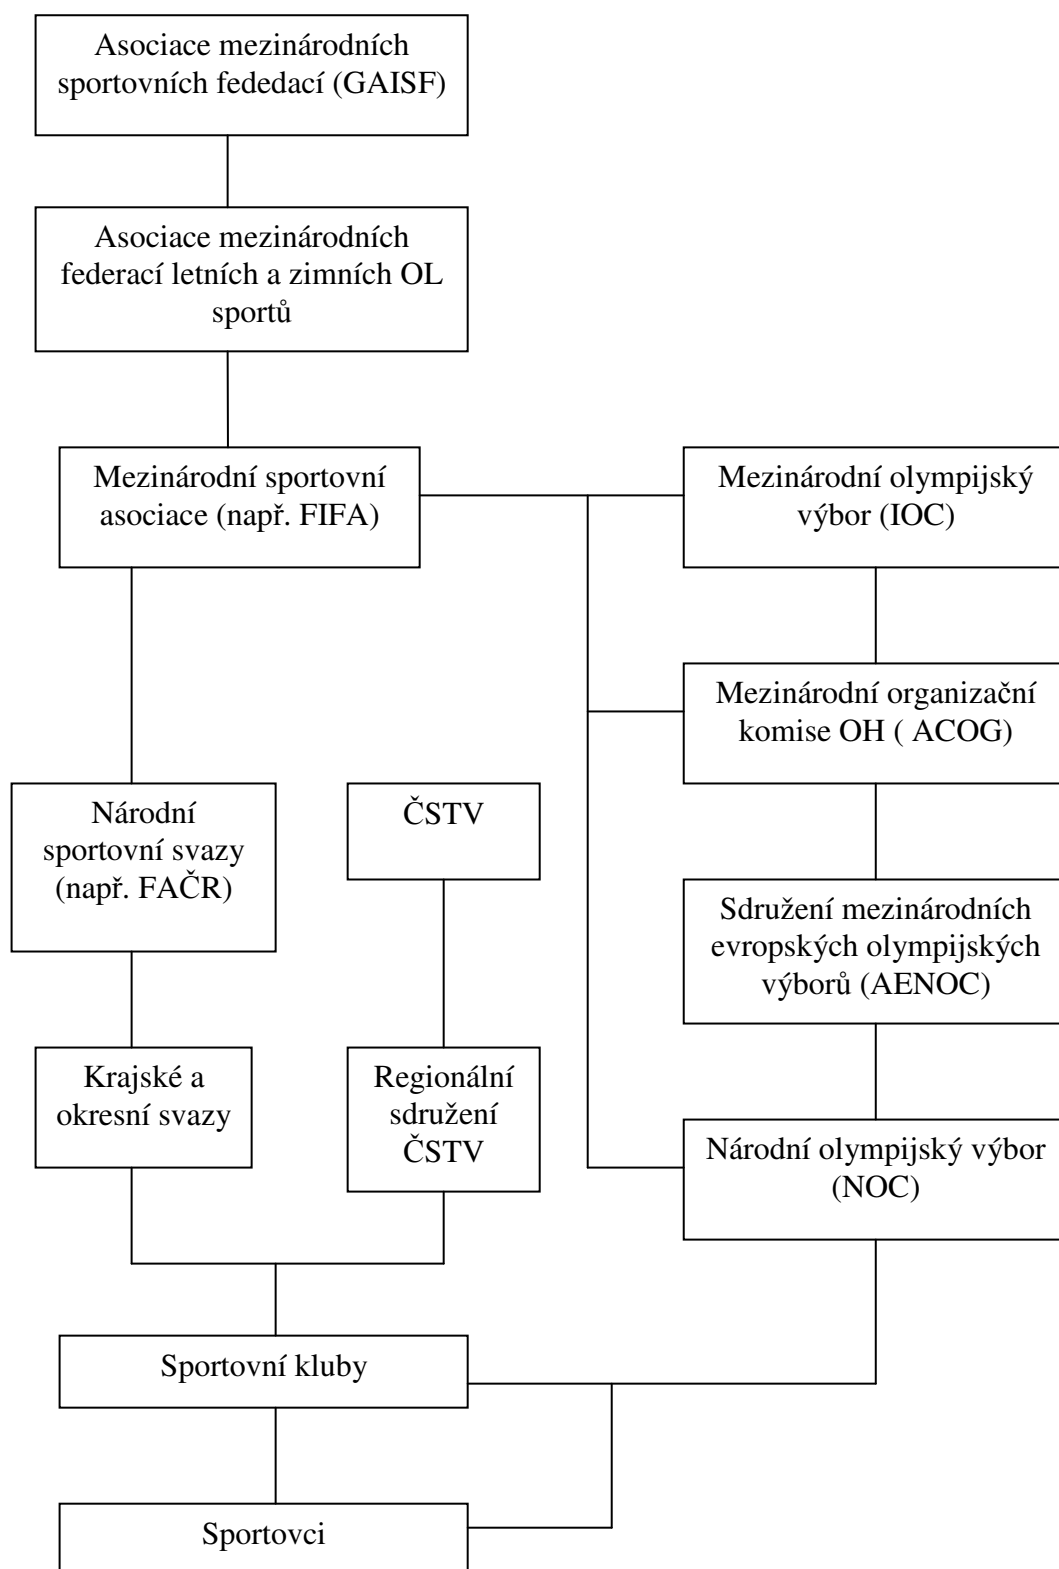 Asociace mezinárodních
sportovních fededací (GAISF)
Asociace mezinárodních
federací letních a zimních OL
sportů
Mezinárodní sportovní
asociace (např. FIFA)
Mezinárodní olympijský
výbor (IOC)
Mezinárodní organizační
komise OH ( ACOG)
Národní
sportovní svazy
(např. FAČR)
ČSTV
Sdružení mezinárodních
evropských olympijských
výborů (AENOC)
Krajské a
okresní svazy
Regionální
sdružení
ČSTV
Národní olympijský výbor
(NOC)
Sportovní kluby
Sportovci